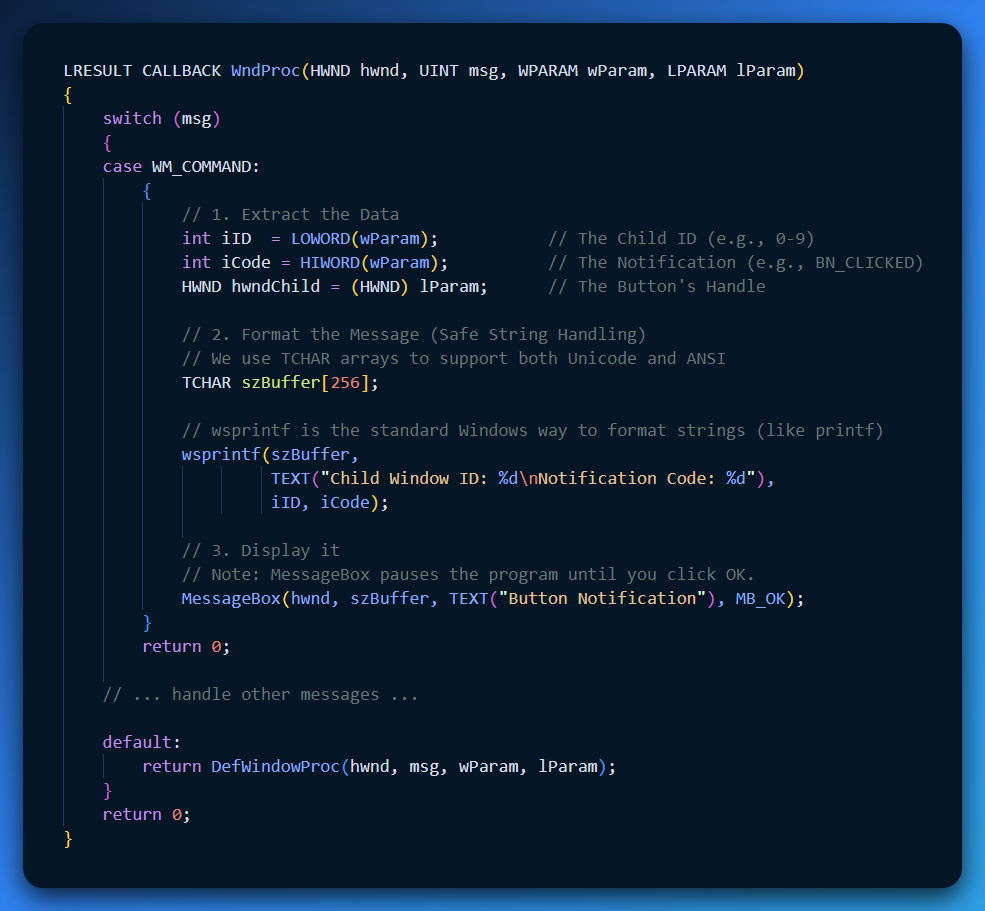 LRESULT CALLBACK WndProc(HWND hwnd, UINT msg, WPARAM wParam, LPARAM lParam)
{
    switch (msg)
    {
    case WM_COMMAND:
        {
            // 1. Extract the Data
            int iID  = LOWORD(wParam);           // The Child ID (e.g., 0-9)
            int iCode = HIWORD(wParam);          // The Notification (e.g., BN_CLICKED)
            HWND hwndChild = (HWND) lParam;      // The Button's Handle

            // 2. Format the Message (Safe String Handling)
            // We use TCHAR arrays to support both Unicode and ANSI
            TCHAR szBuffer[256];

            // wsprintf is the standard Windows way to format strings (like printf)
            wsprintf(szBuffer,
                     TEXT("Child Window ID: %d\nNotification Code: %d"),
                     iID, iCode);

            // 3. Display it
            // Note: MessageBox pauses the program until you click OK.
            MessageBox(hwnd, szBuffer, TEXT("Button Notification"), MB_OK);
        }
        return 0;

    // ... handle other messages ...

    default:
        return DefWindowProc(hwnd, msg, wParam, lParam);
    }
    return 0;
}